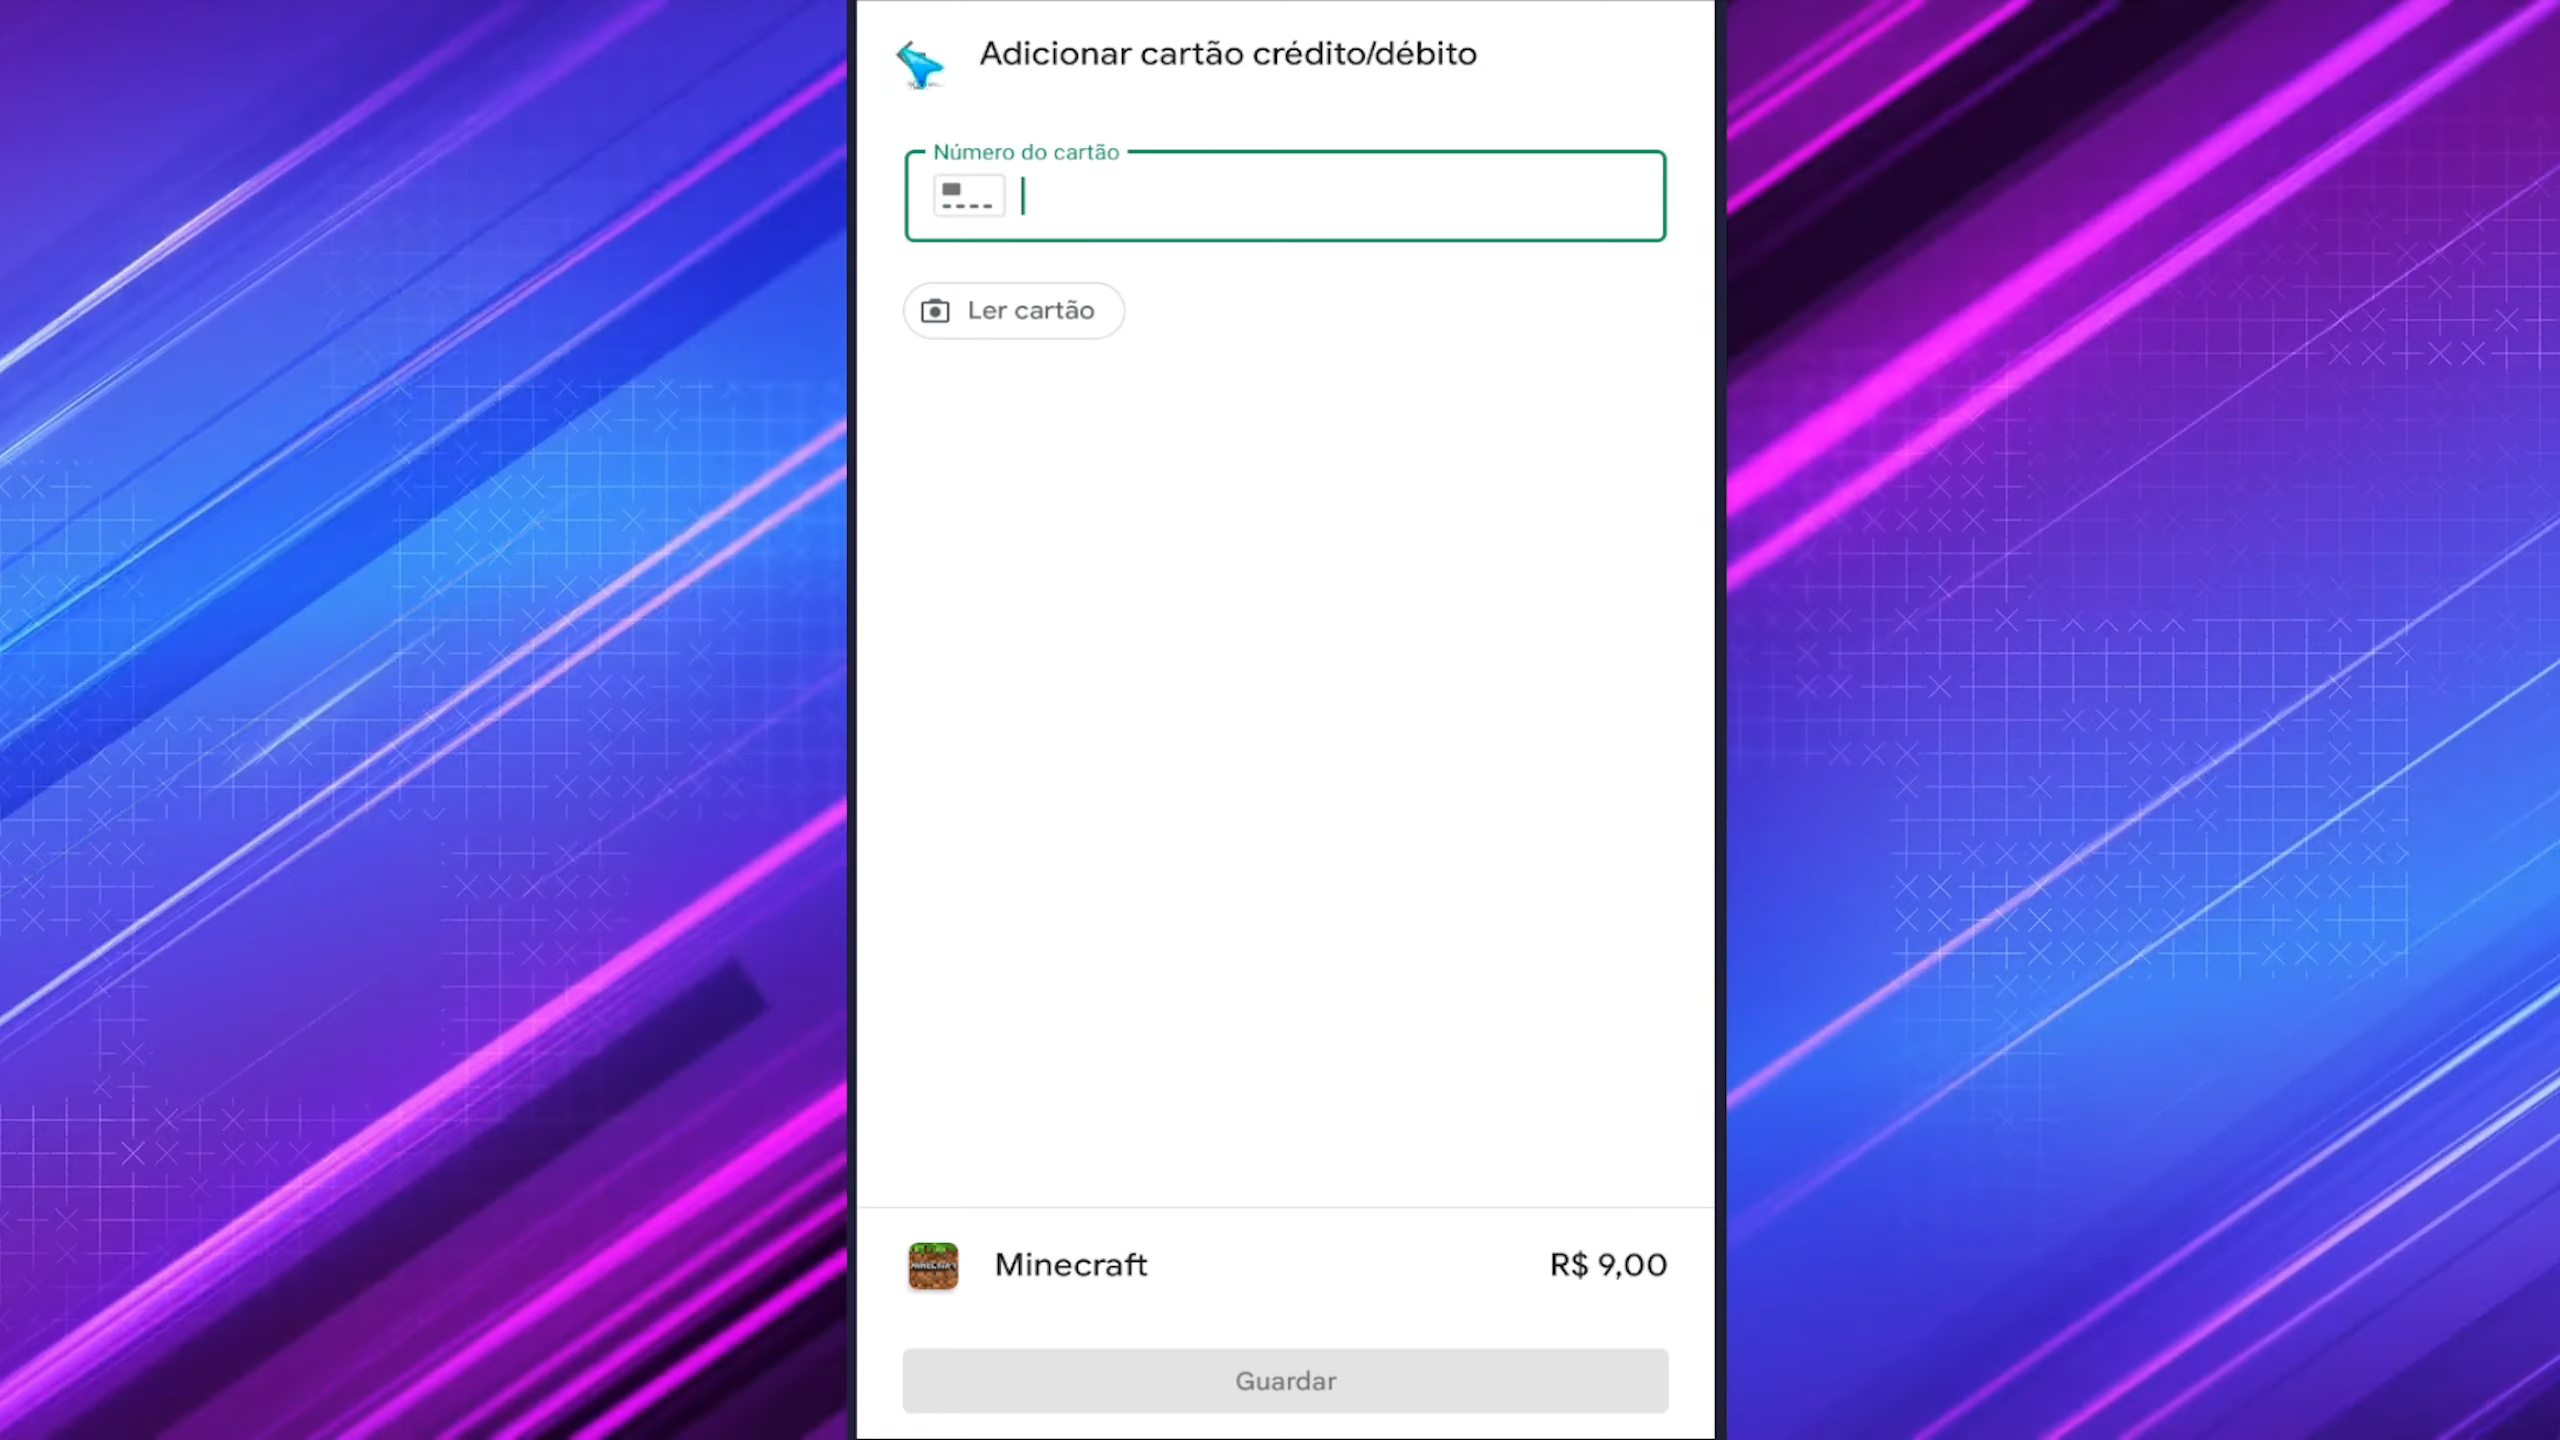 Adicionar cartão crédito/débito
Número do cartão
Ler cartão
Minecraft
R$ 9,00
Guardar